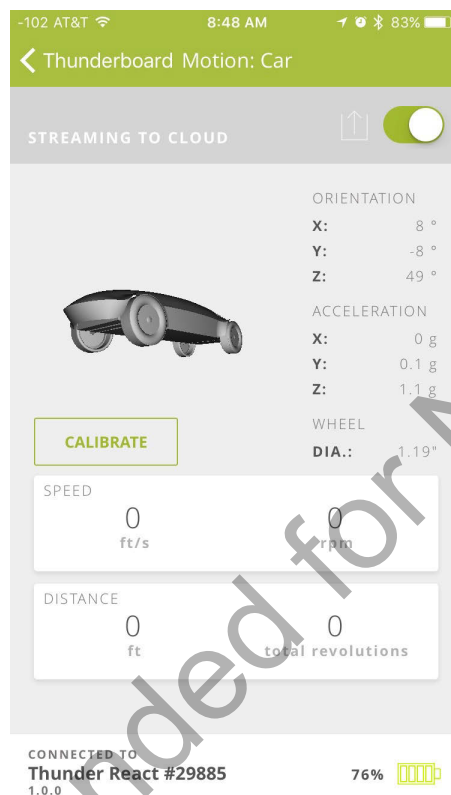 -102 AT&T 8:48 AM 83%
Thunderboard Motion: Car
STREAMING TO CLOUD
ORIENTATION
X: 8 °
Y: -8 °
Z: 49 °
ACCELERATION
X: 0 g
Y: 0.1 g
Z: 1.1 g
WHEEL
DIA.: 1.19"
CALIBRATE
SPEED
0 0
ft/s rpm
DISTANCE
0 0
ft total revolutions
CONNECTED TO
Thunder React #29885
1.0.0
76%